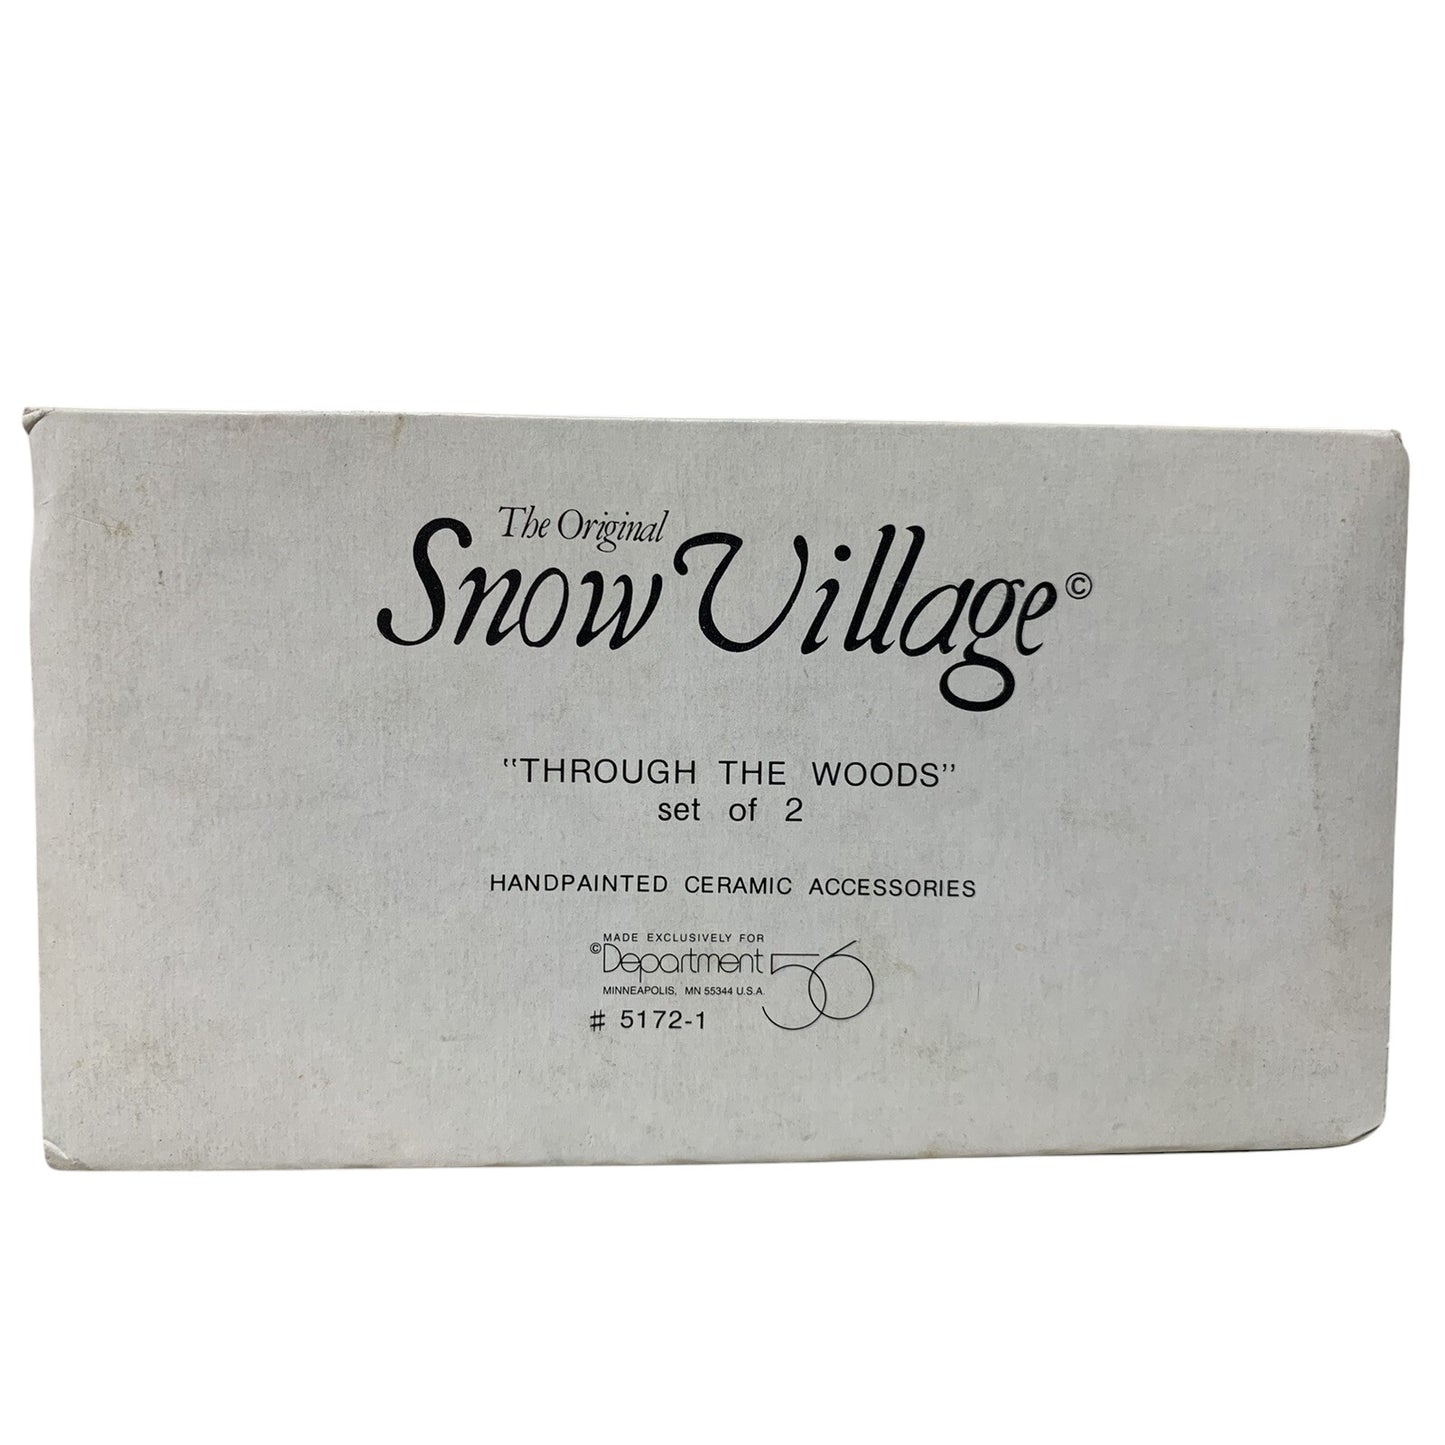 The Original
Snow Village©
"THROUGH THE WOODS"
set of 2
HANDPAINTED CERAMIC ACCESSORIES
MADE EXCLUSIVELY FOR
©Department 56
MINNEAPOLIS, MN 55344 U.S.A.
# 5172-1